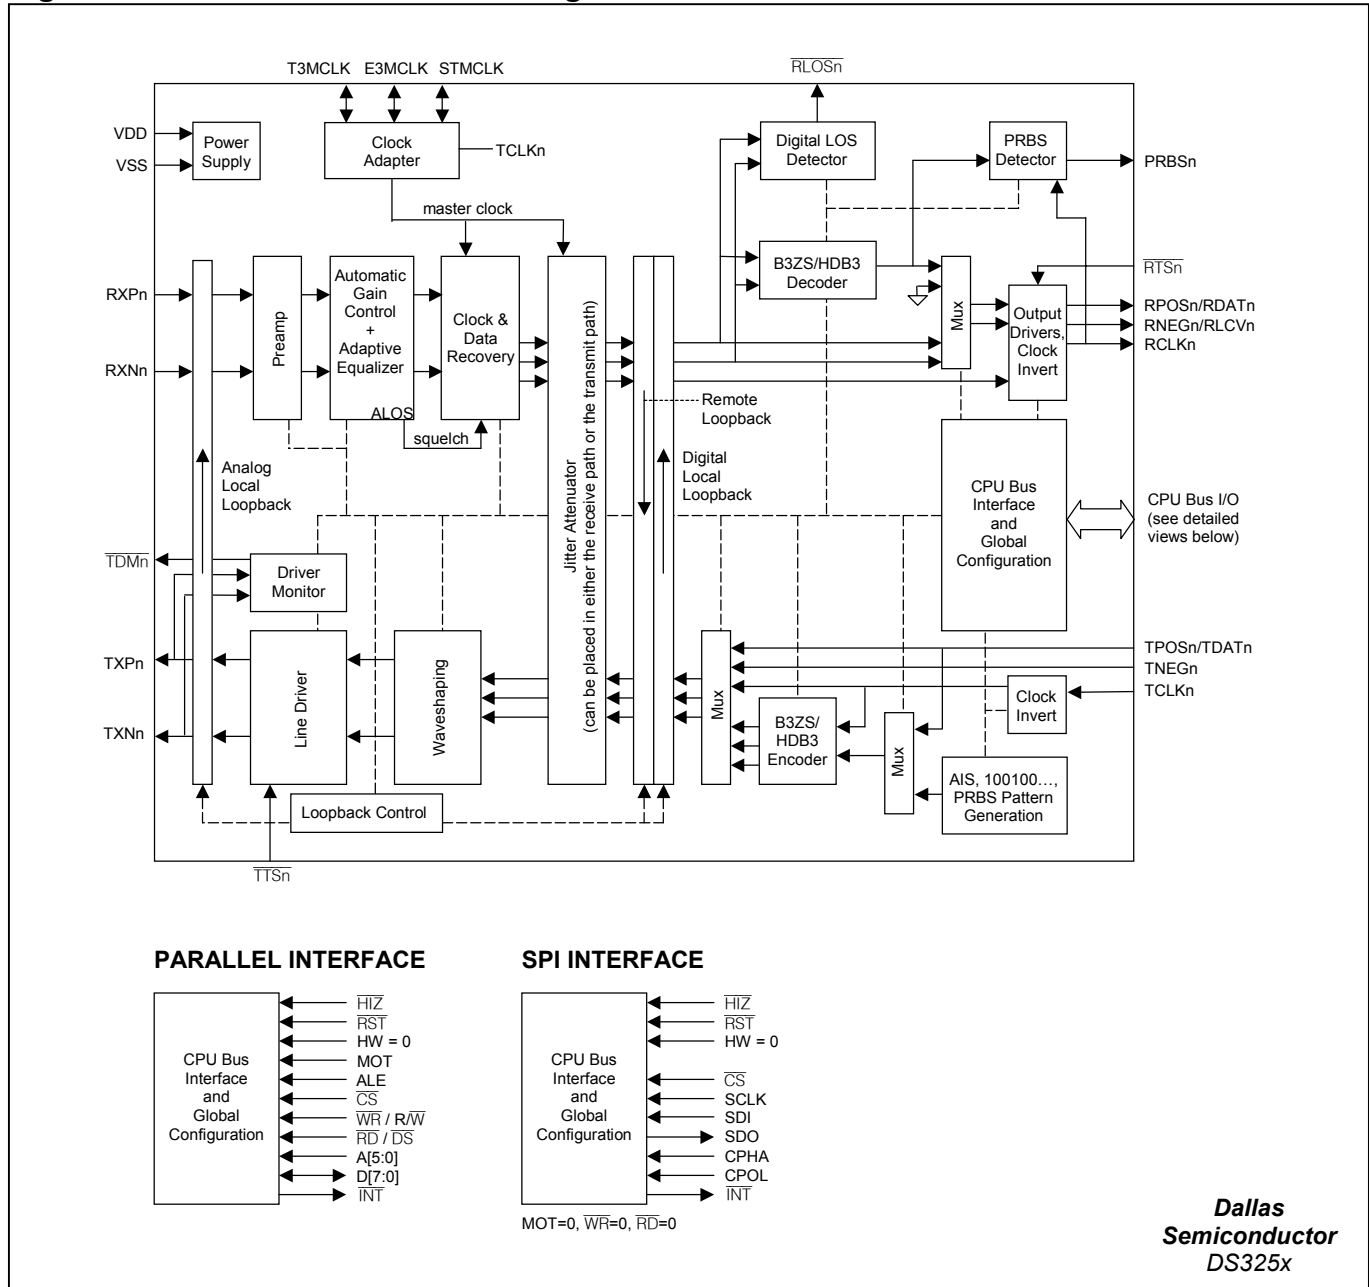 T3MCLK E3MCLK STMCLK
RLOSn
VDD
VSS
Power
Supply
Clock
Adapter
TCLKn
Digital LOS
Detector
PRBS
Detector
PRBSn
master clock
RXPn
RXNn
Preamp
Automatic
Gain
Control
+
Adaptive
Equalizer
ALOS
squelch
Clock &
Data
Recovery
B3ZS/HDB3
Decoder
Mux
Output
Drivers,
Clock
Invert
RTSn
RPOSn/RDATn
RNEGn/RLCVn
RCLKn
Jitter Attenuator
(can be placed in either the receive path or the transmit path)
Remote
Loopback
Analog
Local
Loopback
Digital
Local
Loopback
CPU Bus
Interface
and
Global
Configuration
CPU Bus I/O
(see detailed
views below)
TDMn
Driver
Monitor
TXPn
TXNn
Line Driver
Waveshaping
Mux
B3ZS/
HDB3
Encoder
Mux
Clock
Invert
TPOSn/TDATn
TNEGn
TCLKn
AIS, 100100…,
PRBS Pattern
Generation
Loopback Control
TTSn
PARALLEL INTERFACE
CPU Bus
Interface
and
Global
Configuration
HIZ
RST
HW = 0
MOT
ALE
CS
WR / R/W
RD / DS
A[5:0]
D[7:0]
INT
SPI INTERFACE
CPU Bus
Interface
and
Global
Configuration
HIZ
RST
HW = 0
CS
SCLK
SDI
SDO
CPHA
CPOL
INT
MOT=0, WR=0, RD=0
Dallas
Semiconductor
DS325x